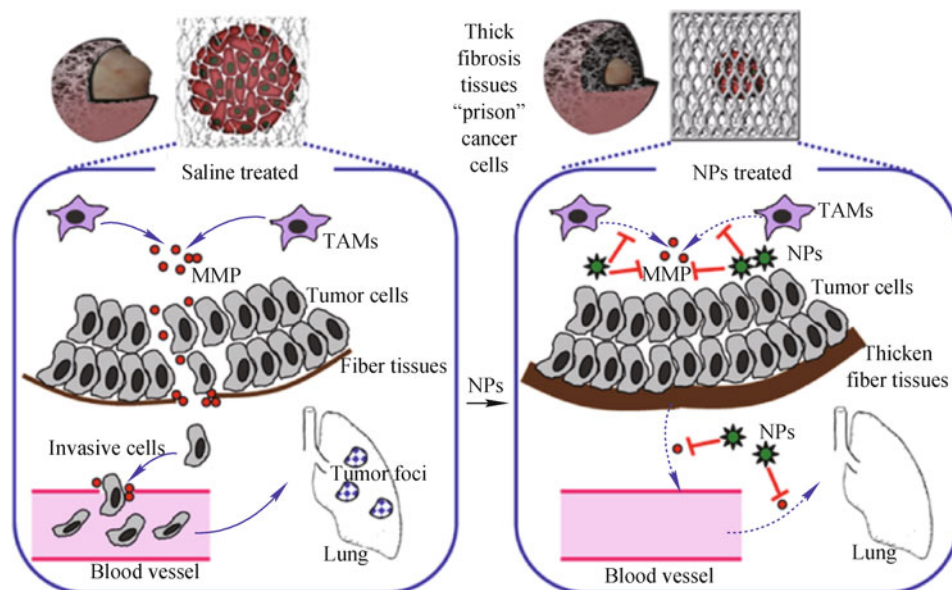 Thick
fibrosis
tissues
“prison”
cancer
cells
Saline treated
TAMs
MMP
Tumor cells
Fiber tissues
Invasive cells
Tumor foci
Lung
Blood vessel
NPs
NPs treated
TAMs
NPs
MMP
Tumor cells
Thicken
fiber tissues
NPs
Lung
Blood vessel